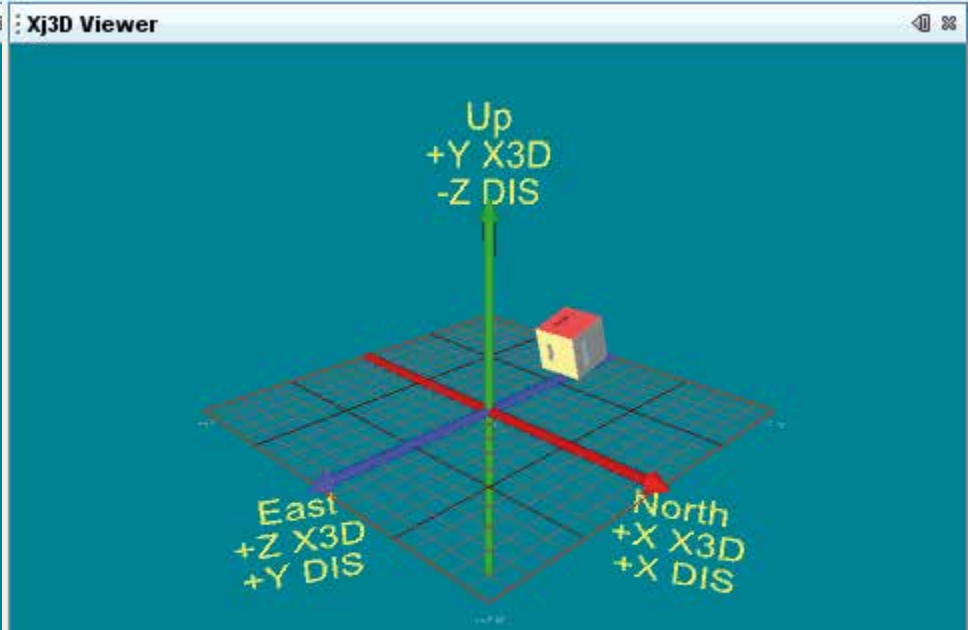 Xj3D Viewer
Up
+Y X3D
-Z DIS
East
+Z X3D
+Y DIS
North
+X X3D
+X DIS